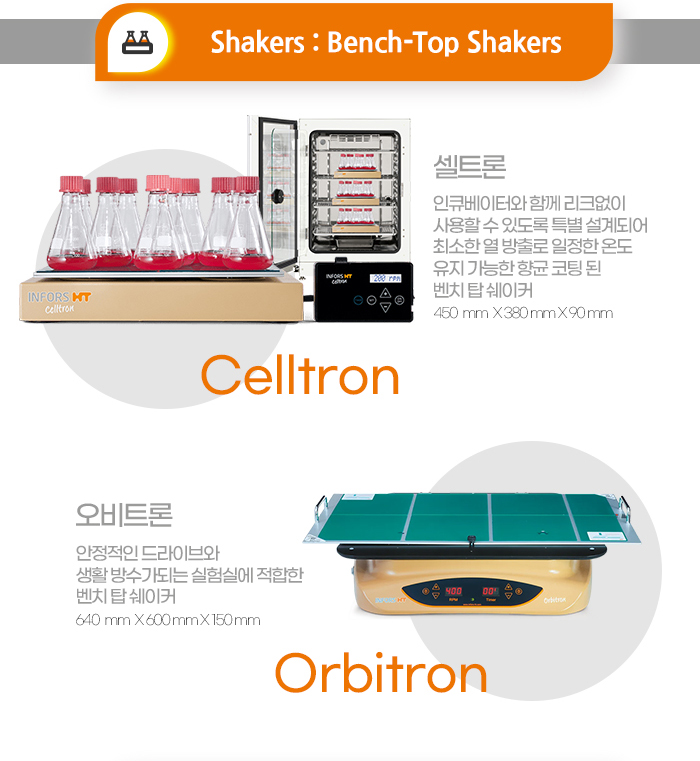 Shakers : Bench-Top Shakers
셀트론
인큐베이터와 함께 리크없이
사용할 수 있도록 특별 설계되어
최소한 열 방출로 일정한 온도
유지 가능한 항균 코팅 된
벤치 탑 쉐이커
450 mm X 380 mm X 90 mm
INFORS HT
Celltron
200 rpm
Celltron
오비트론
안정적인 드라이브와
생활 방수가되는 실험실에 적합한
벤치 탑 쉐이커
640 mm X 600 mm X 150 mm
INFORS HT
400
00
RPM
Timer
Orbitron
Orbitron